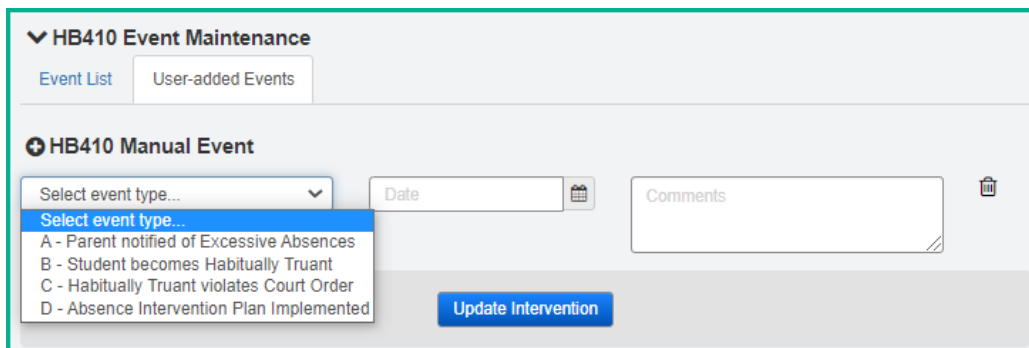 HB410 Event Maintenance
Event List User-added Events
HB410 Manual Event
Select event type... Date Comments
Select event type...
A - Parent notified of Excessive Absences
B - Student becomes Habitually Truant
C - Habitually Truant violates Court Order
D - Absence Intervention Plan Implemented
Update Intervention